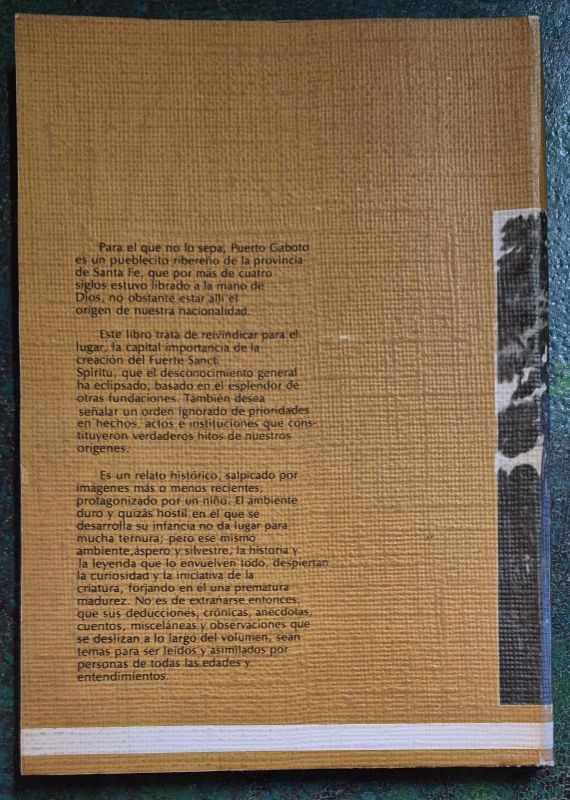 Para el que no lo sepa, Puerto Gaboto
es un pueblecito ribereño de la provincia
de Santa Fe, que por más de cuatro
siglos estuvo librado a la mano de
Dios, no obstante estar allí el
origen de nuestra nacionalidad.
Este libro trata de reivindicar para el
lugar, la capital importancia de la
creación del Fuerte Sancti
Spiritu, que el desconocimiento general
ha eclipsado, basado en el esplendor de
otras fundaciones. También desea
señalar un orden ignorado de prioridades
en hechos, actos e instituciones que cons-
tituyeron verdaderos hitos de nuestros
orígenes.
Es un relato histórico, salpicado por
imágenes más o menos recientes,
protagonizado por un niño. El ambiente
duro y quizás hostil en el que se
desarrolla su infancia no da lugar para
mucha ternura; pero ese mismo
ambiente,áspero y silvestre, la historia y
la leyenda que lo envuelven todo, despiertan
la curiosidad y la iniciativa de la
criatura, forjando en él una prematura
madurez. No es de extrañarse entonces,
que sus deducciones, crónicas, anécdotas,
cuentos, misceláneas y observaciones que
se deslizan a lo largo del volumen, sean
temas para ser leídos y asimilados por
personas de todas las edades y
entendimientos.